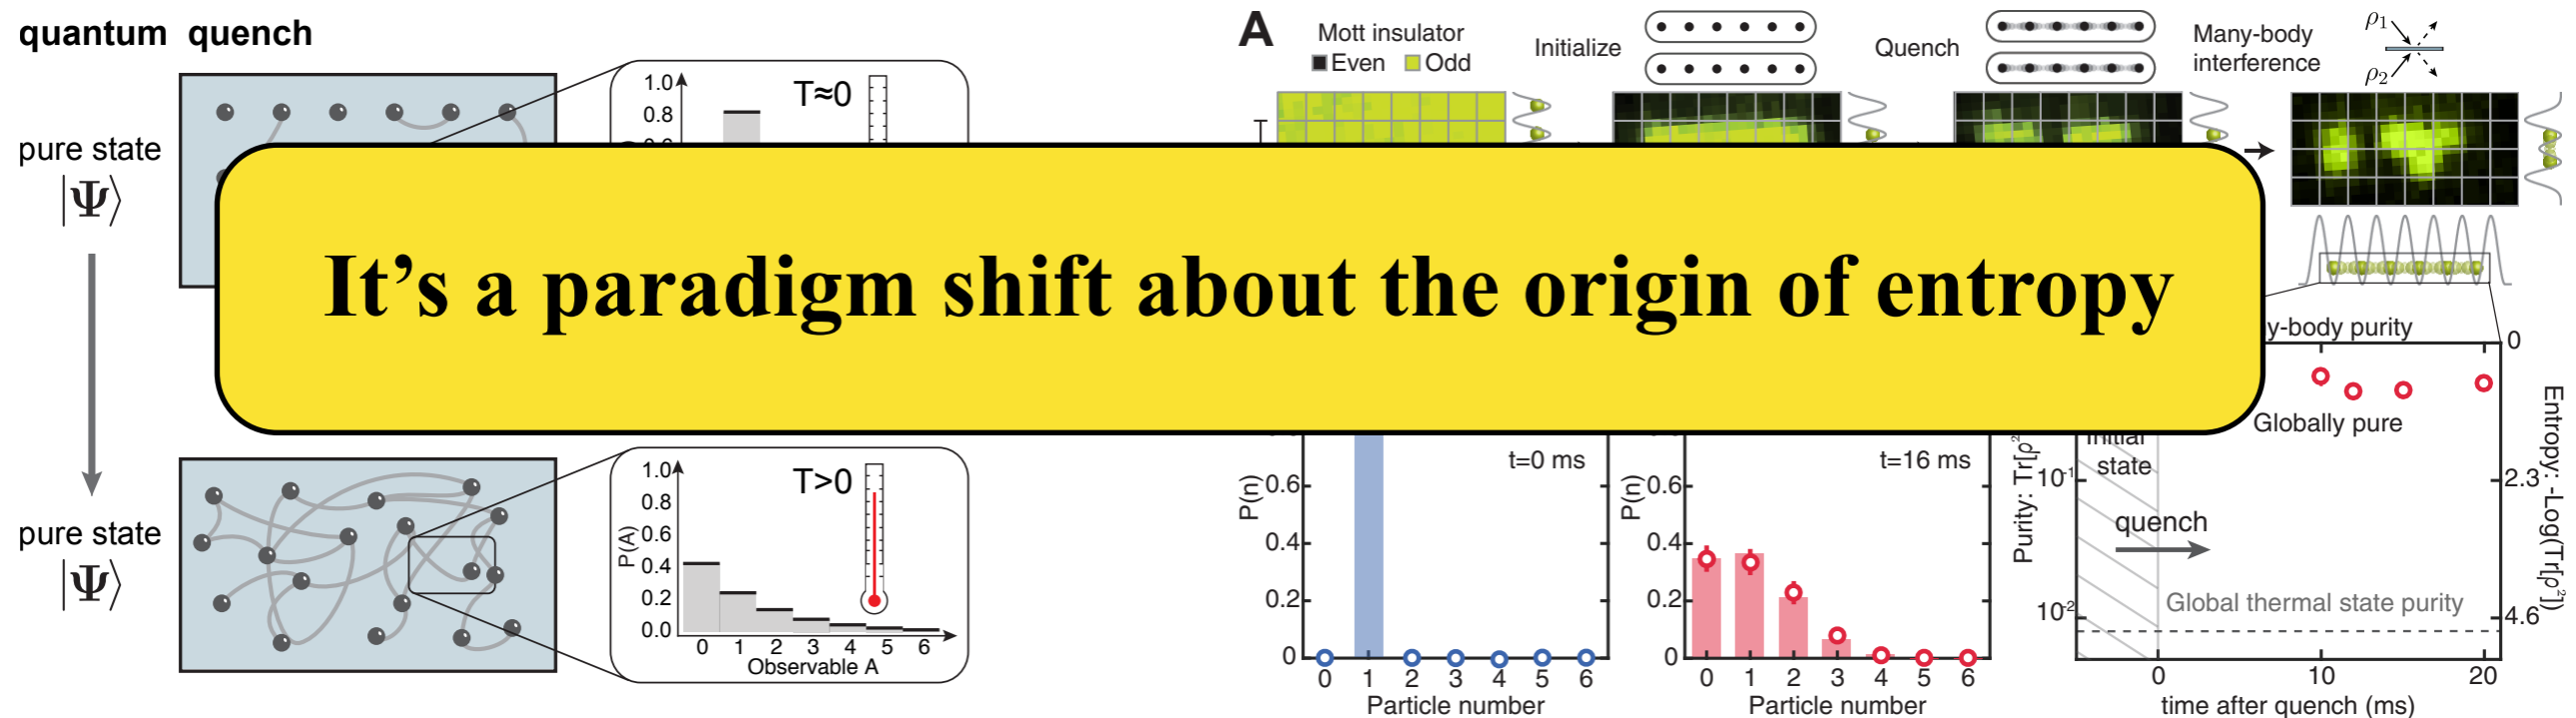 quantum quench
pure state
|Ψ⟩
pure state
|Ψ⟩
1.0
0.8
T≈0
It’s a paradigm shift about the origin of entropy
1.0
0.8
0.6
0.4
0.2
0.0
P(A)
T>0
0 1 2 3 4 5 6
Observable A
A
Mott insulator
Even Odd
Initialize
Quench
Many-body
interference
ρ1
ρ2
y-body purity
Globally pure
t=0 ms
P(n)
0.6
0.4
0.2
0
0 1 2 3 4 5 6
Particle number
t=16 ms
P(n)
0.6
0.4
0.2
0
0 1 2 3 4 5 6
Particle number
Purity: Tr[ρ²
initial
state
quench
10⁻¹
10⁻²
Global thermal state purity
0
2.3
4.6
Entropy: -Log(Tr[ρ²])
0 10 20
time after quench (ms)